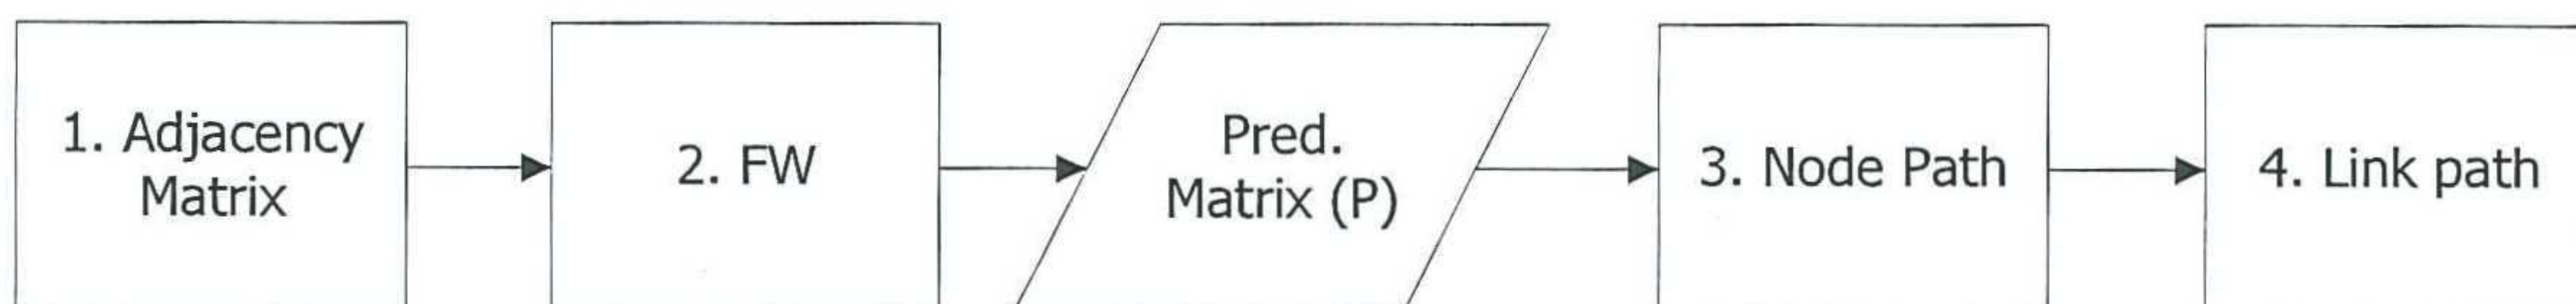 1. Adjacency
Matrix
2. FW
Pred.
Matrix (P)
3. Node Path
4. Link path